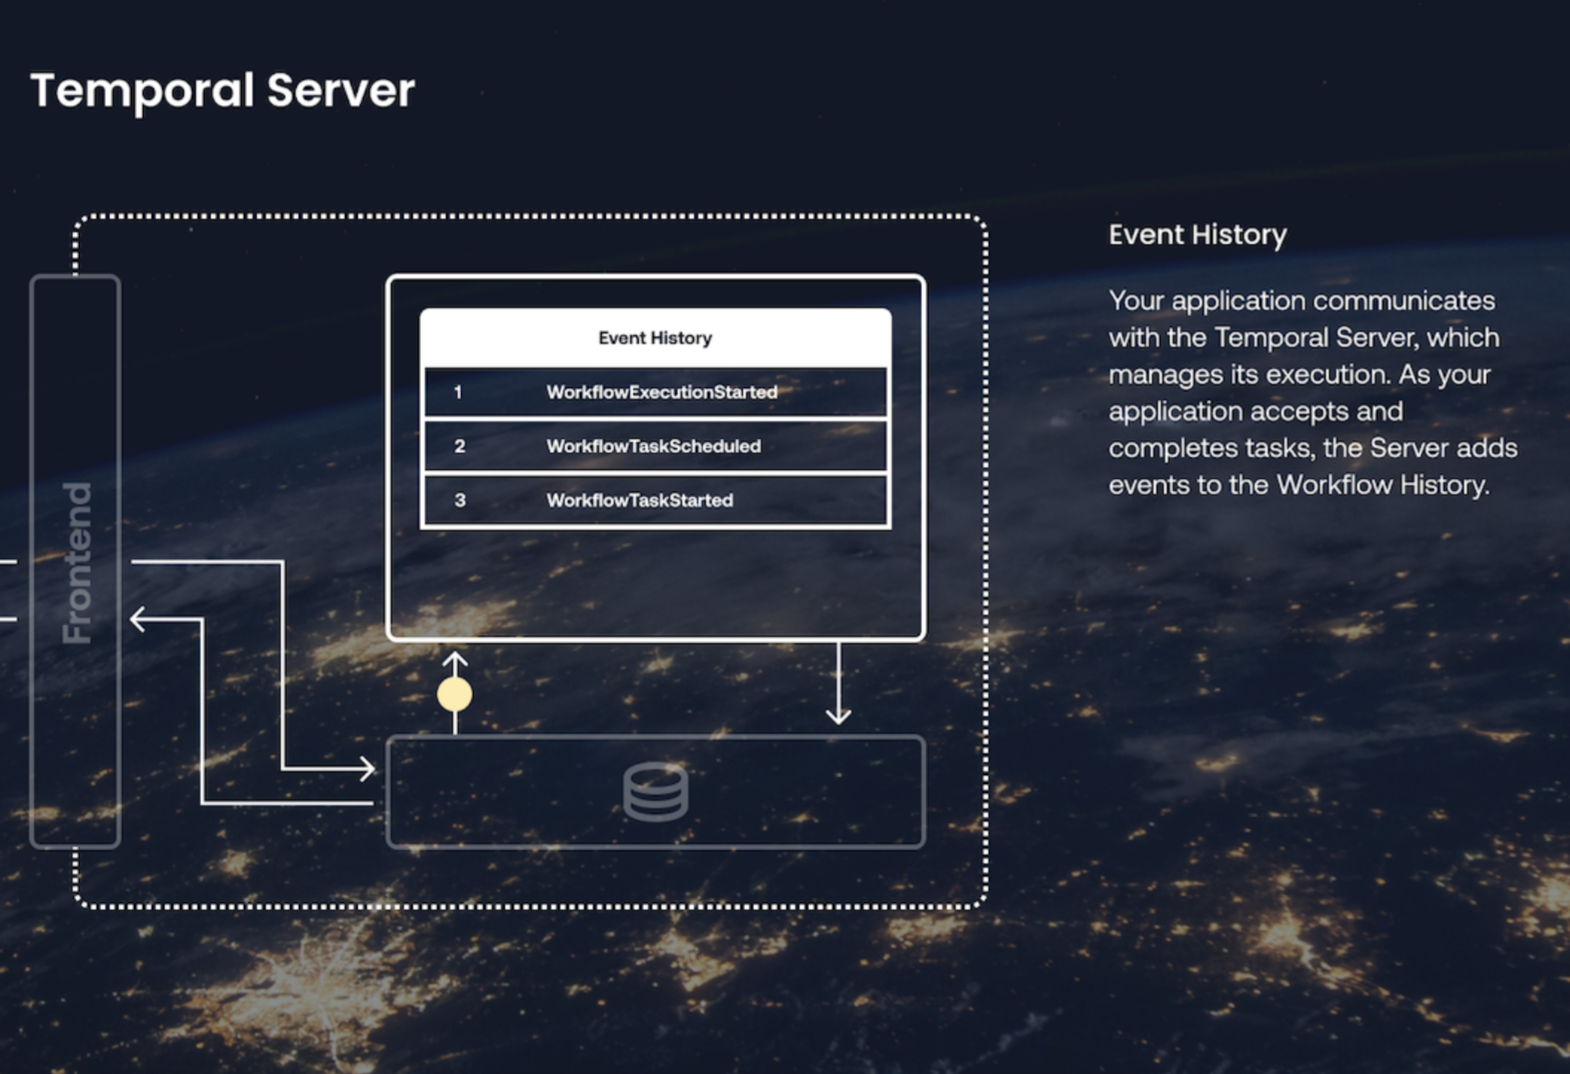 Temporal Server
Frontend
Event History
1 WorkflowExecutionStarted
2 WorkflowTaskScheduled
3 WorkflowTaskStarted
Event History
Your application communicates
with the Temporal Server, which
manages its execution. As your
application accepts and
completes tasks, the Server adds
events to the Workflow History.